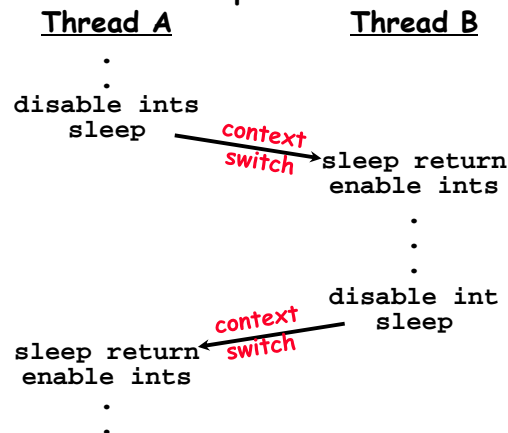 Thread A
Thread B
.
.
disable ints
sleep
context
switch
sleep return
enable ints
.
.
.
disable int
sleep
context
switch
sleep return
enable ints
.
.